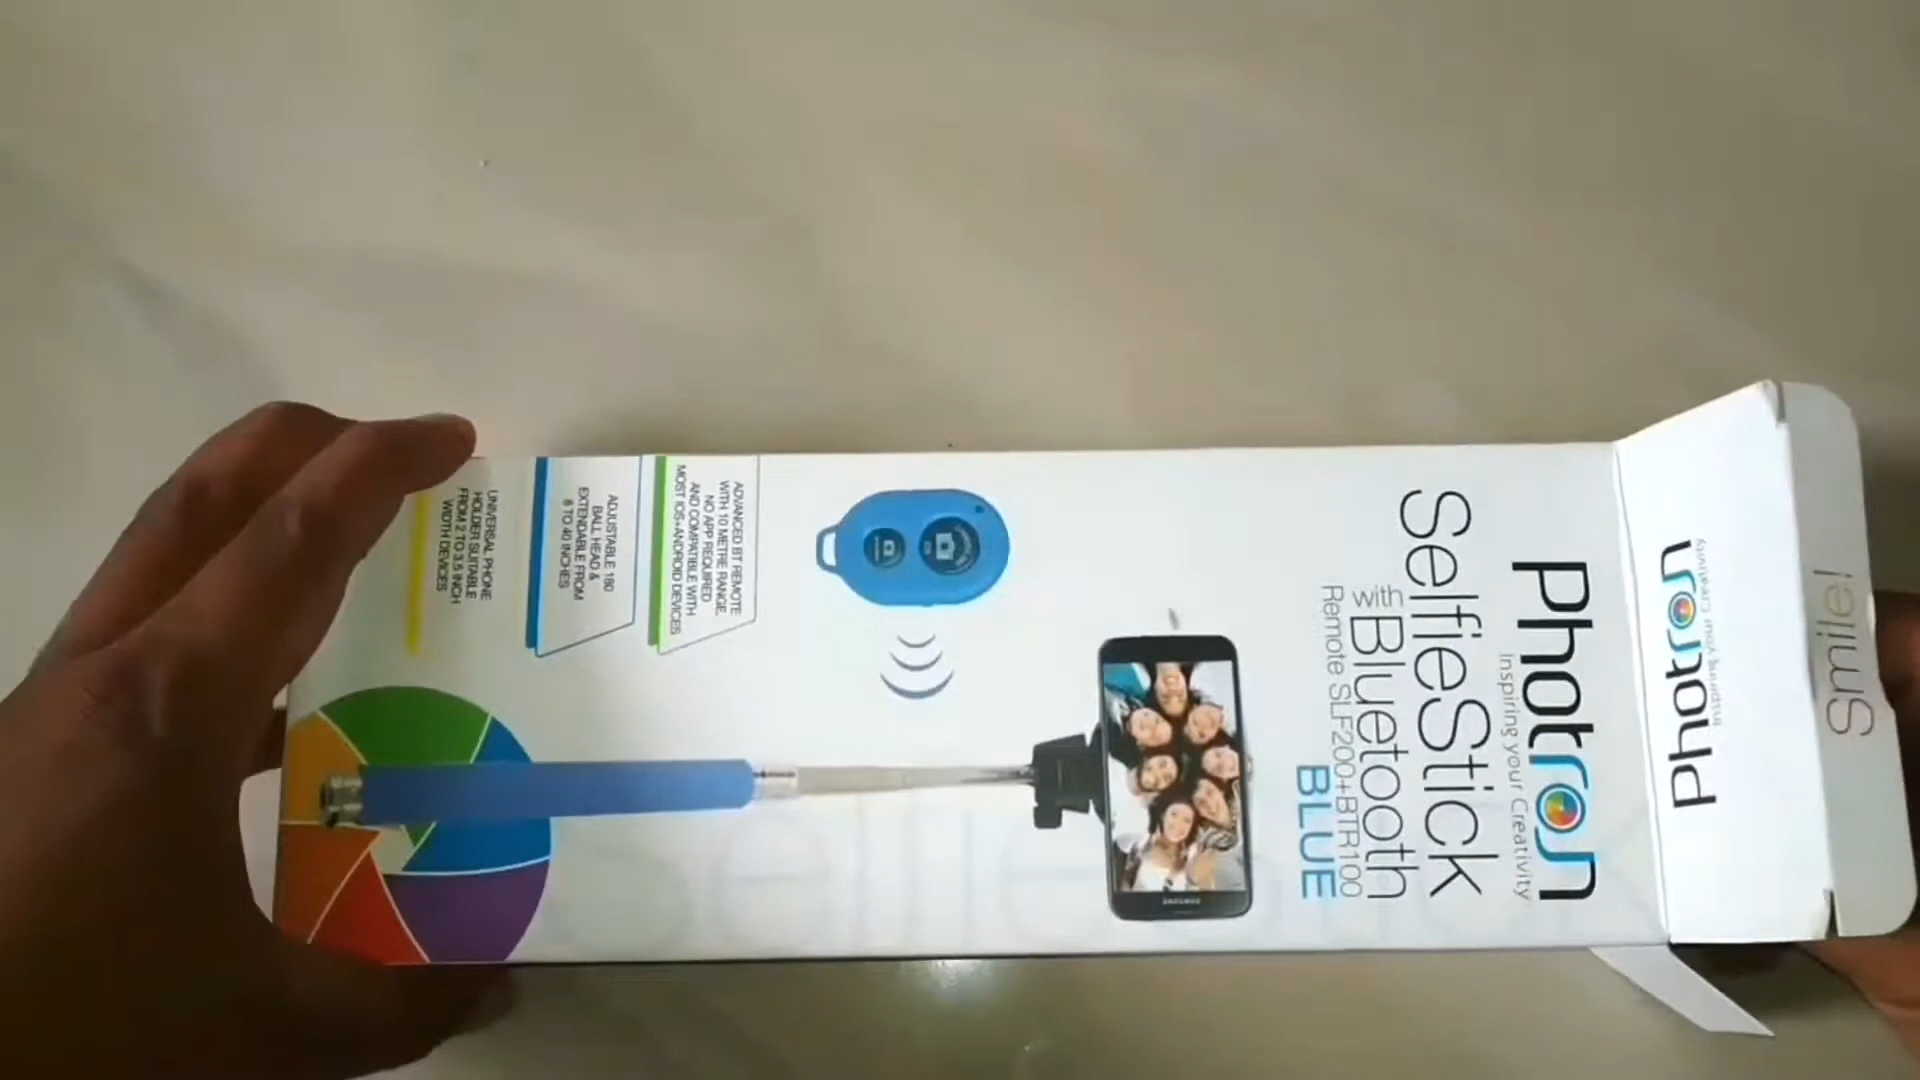 Smile!
Photron
Inspiring your Creativity
Photron
Inspiring your Creativity
SelfieStick
with Bluetooth
Remote SLF200+BTR100
BLUE
SAMSUNG
ADVANCED BT REMOTE
WITH 10 METRE RANGE,
NO APP REQUIRED
AND COMPATIBLE WITH
MOST IOS+ANDROID DEVICES
ADJUSTABLE 180
BALL HEAD &
EXTENDABLE FROM
8 TO 40 INCHES
UNIVERSAL PHONE
HOLDER SUITABLE
FROM 2 TO 3.5 INCH
WIDTH DEVICES